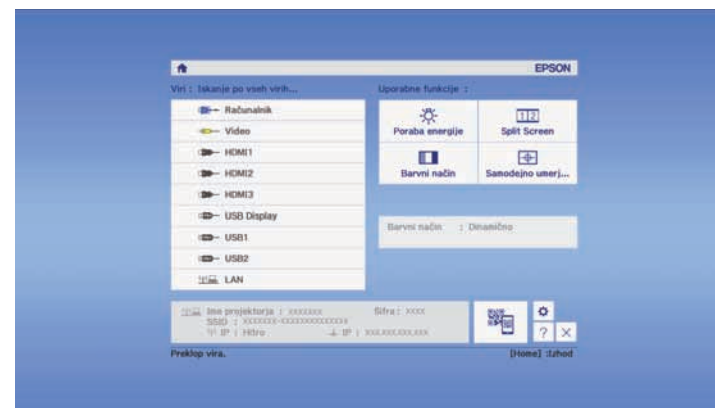 EPSON
Viri : Iskanje po vseh virih...
Uporabne funkcije :
Računalnik
Video
HDMI1
HDMI2
HDMI3
USB Display
USB1
USB2
LAN
Poraba energije
1 2
Split Screen
Barvni način
Samodejno umerj...
Barvni način : Dinamično
Ime projektorja : xxxxxxx Šifra : xxxx
SSID : xxxxxxx-xxxxxxxxxxxxx
IP : Hitro IP : xxx.xxx.xxx.xxx
?
Preklop vira.
[Home] :Izhod